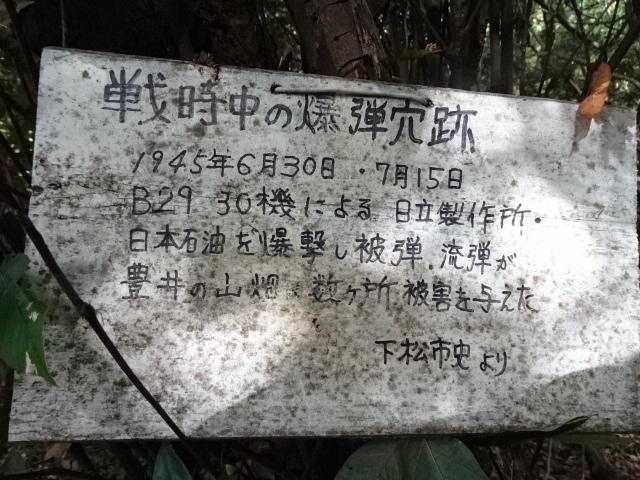 戦時中の爆弾穴跡
1945年6月30日・7月15日
B29 30機による 日立製作所・
日本石油を爆撃し被弾 流弾が
豊井の山畑 数ヶ所被害を与えた
下松市史より